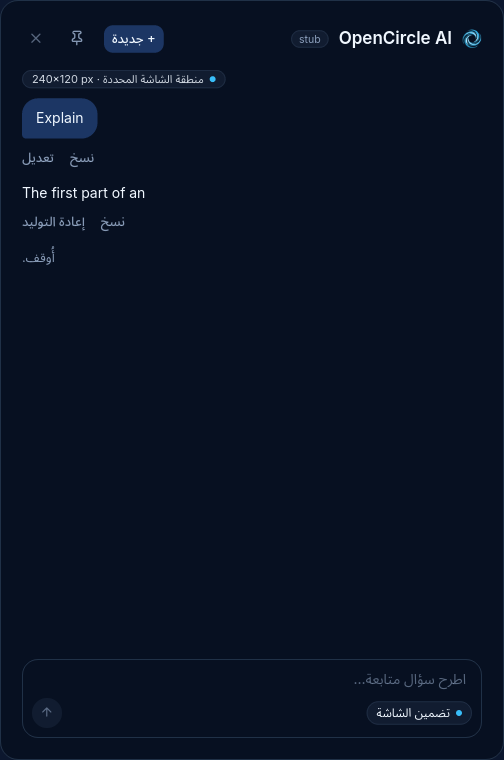 OpenCircle AI stub + جديدة
منطقة الشاشة المحددة · 240×120 px
Explain
نسخ تعديل
The first part of an
نسخ إعادة التوليد
أُوقف.
اطرح سؤال متابعة...
تضمين الشاشة